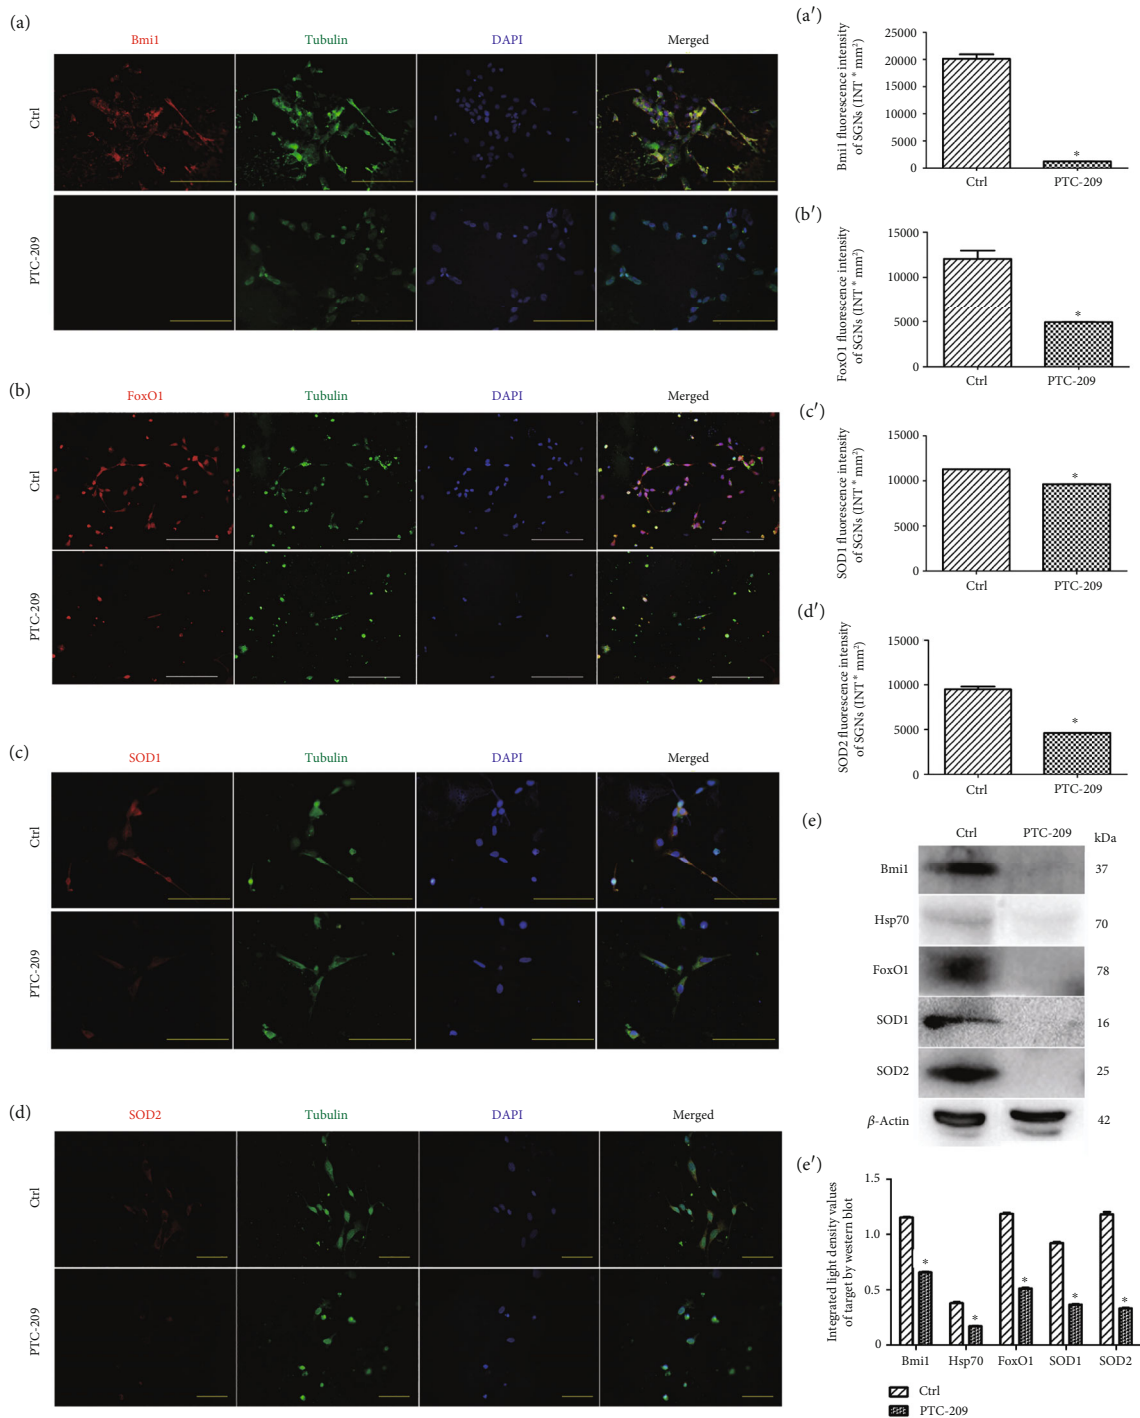 (a)
Bmi1 Tubulin DAPI Merged
Ctrl
PTC-209
(b)
FoxO1 Tubulin DAPI Merged
Ctrl
PTC-209
(c)
SOD1 Tubulin DAPI Merged
Ctrl
PTC-209
(d)
SOD2 Tubulin DAPI Merged
Ctrl
PTC-209
(a′)
Bmi1 fluorescence intensity
of SGNs (INT * mm²)
25000
20000
15000
10000
5000
0
*
Ctrl PTC-209
(b′)
FoxO1 fluorescence intensity
of SGNs (INT * mm²)
15000
10000
5000
0
*
Ctrl PTC-209
(c′)
SOD1 fluorescence intensity
of SGNs (INT * mm²)
15000
10000
5000
0
*
Ctrl PTC-209
(d′)
SOD2 fluorescence intensity
of SGNs (INT * mm²)
15000
10000
5000
0
*
Ctrl PTC-209
(e)
Ctrl PTC-209 kDa
Bmi1 37
Hsp70 70
FoxO1 78
SOD1 16
SOD2 25
β-Actin 42
(e′)
Integrated light density values
of target by western blot
1.5
1.0
0.5
0
* * * * *
Bmi1 Hsp70 FoxO1 SOD1 SOD2
Ctrl
PTC-209